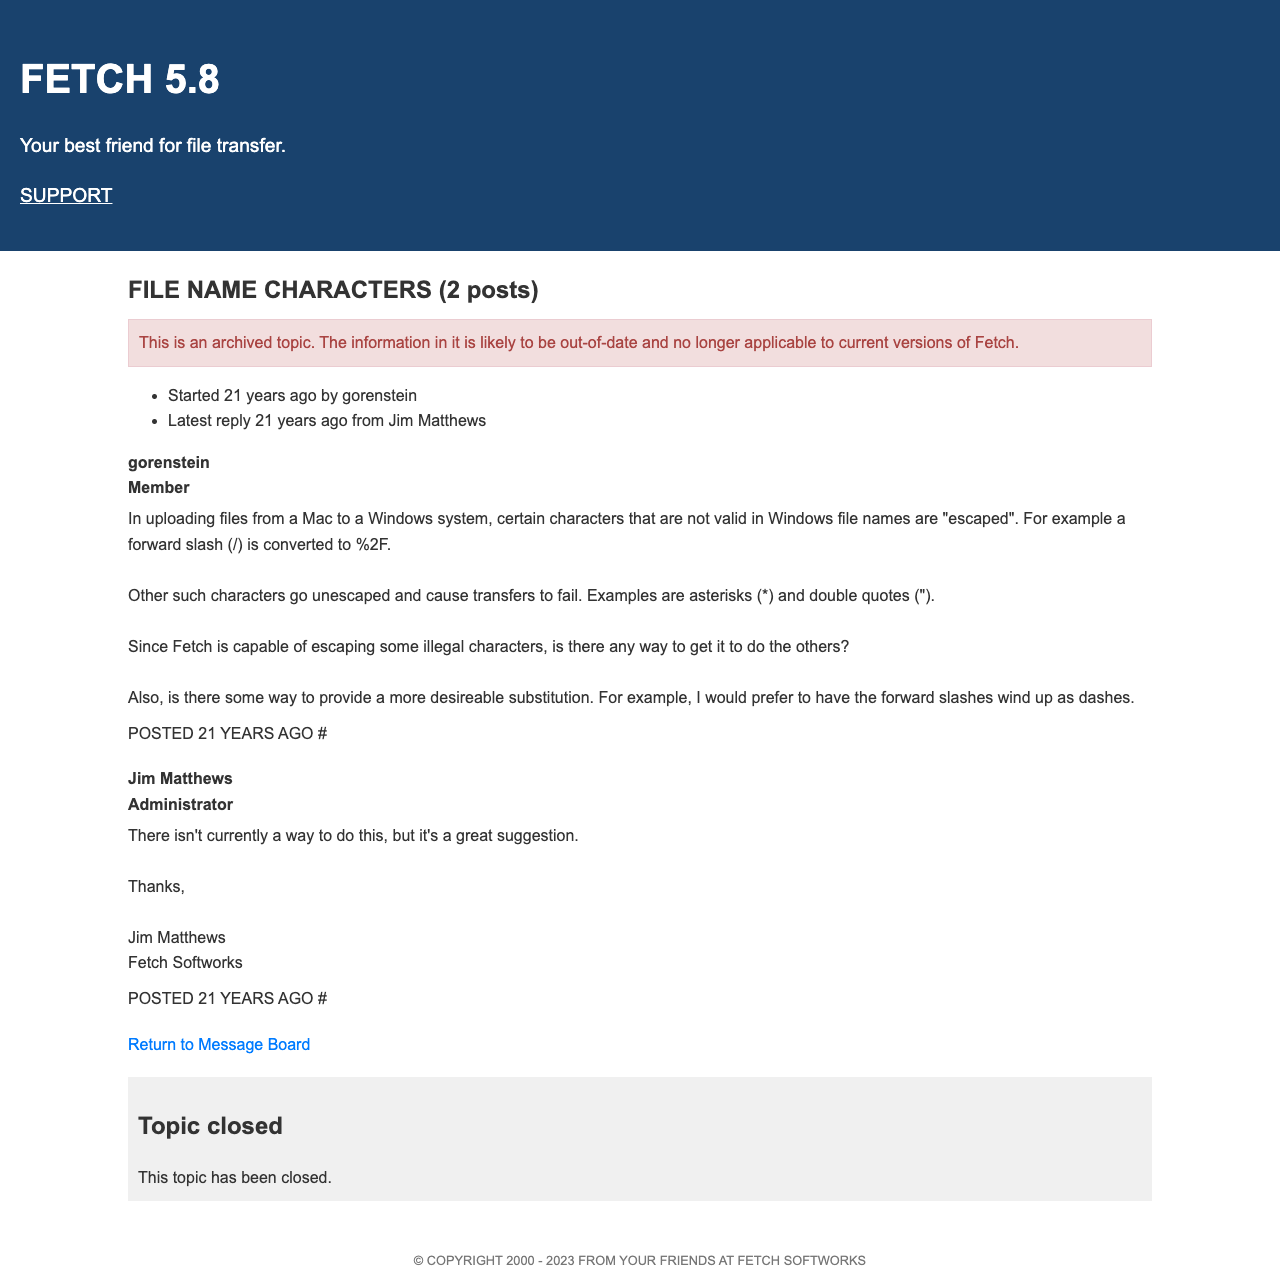 FETCH 5.8
Your best friend for file transfer.
SUPPORT
FILE NAME CHARACTERS (2 posts)
This is an archived topic. The information in it is likely to be out-of-date and no longer applicable to current versions of Fetch.
• Started 21 years ago by gorenstein
• Latest reply 21 years ago from Jim Matthews
gorenstein
Member
In uploading files from a Mac to a Windows system, certain characters that are not valid in Windows file names are "escaped". For example a
forward slash (/) is converted to %2F.
Other such characters go unescaped and cause transfers to fail. Examples are asterisks (*) and double quotes (").
Since Fetch is capable of escaping some illegal characters, is there any way to get it to do the others?
Also, is there some way to provide a more desireable substitution. For example, I would prefer to have the forward slashes wind up as dashes.
POSTED 21 YEARS AGO #
Jim Matthews
Administrator
There isn't currently a way to do this, but it's a great suggestion.
Thanks,
Jim Matthews
Fetch Softworks
POSTED 21 YEARS AGO #
Return to Message Board
Topic closed
This topic has been closed.
© COPYRIGHT 2000 - 2023 FROM YOUR FRIENDS AT FETCH SOFTWORKS